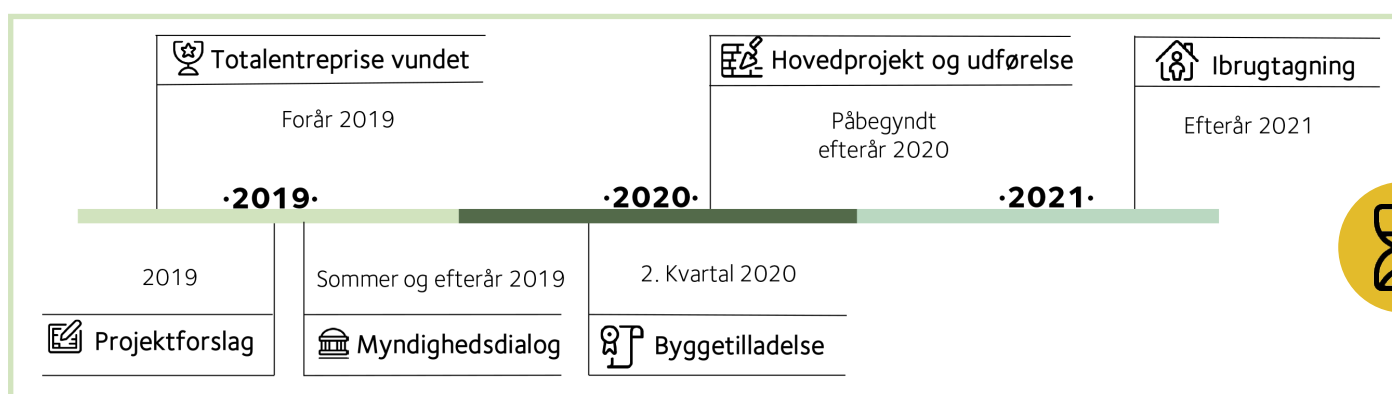 Totalentreprise vundet
Forår 2019
Hovedprojekt og udførelse
Påbegyndt
efterår 2020
Ibrugtagning
Efterår 2021
·2019·
·2020·
·2021·
2019
Projektforslag
Sommer og efterår 2019
Myndighedsdialog
2. Kvartal 2020
Byggetilladelse